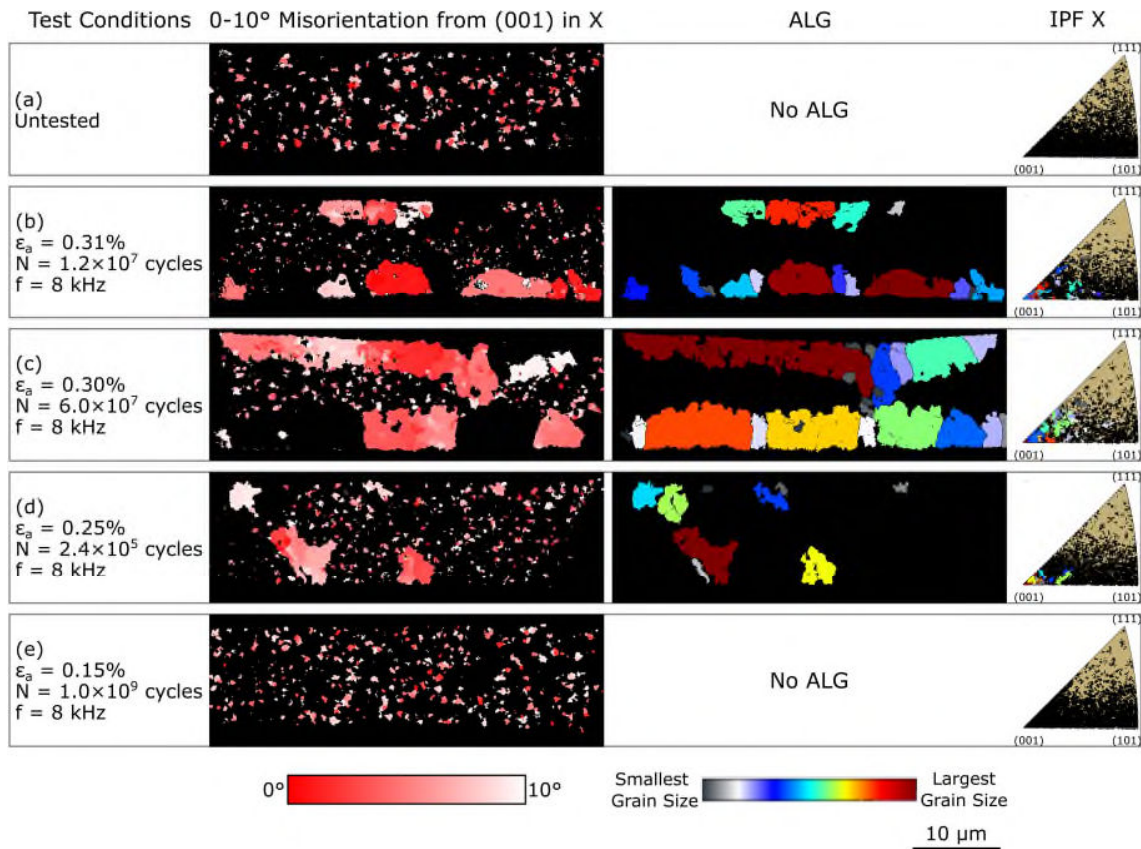 Test Conditions 0-10° Misorientation from (001) in X ALG IPF X
(a)
Untested
No ALG
(111)
(001) (101)
(b)
εₐ = 0.31%
N = 1.2×10⁷ cycles
f = 8 kHz
(111)
(001) (101)
(c)
εₐ = 0.30%
N = 6.0×10⁷ cycles
f = 8 kHz
(111)
(001) (101)
(d)
εₐ = 0.25%
N = 2.4×10⁵ cycles
f = 8 kHz
(111)
(001) (101)
(e)
εₐ = 0.15%
N = 1.0×10⁹ cycles
f = 8 kHz
No ALG
(111)
(001) (101)
0° 10°
Smallest
Grain Size
Largest
Grain Size
10 μm